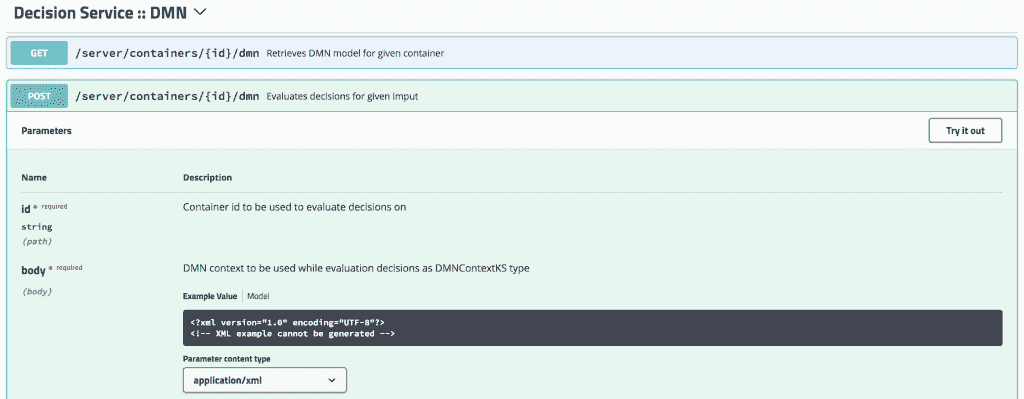 Decision Service :: DMN
GET /server/containers/{id}/dmn Retrieves DMN model for given container
POST /server/containers/{id}/dmn Evaluates decisions for given input
Parameters Try it out
Name Description
id * required Container id to be used to evaluate decisions on
string
(path)
body * required DMN context to be used while evaluation decisions as DMNContextKS type
(body)
Example Value Model
<?xml version="1.0" encoding="UTF-8"?>
<!-- XML example cannot be generated -->
Parameter content type
application/xml